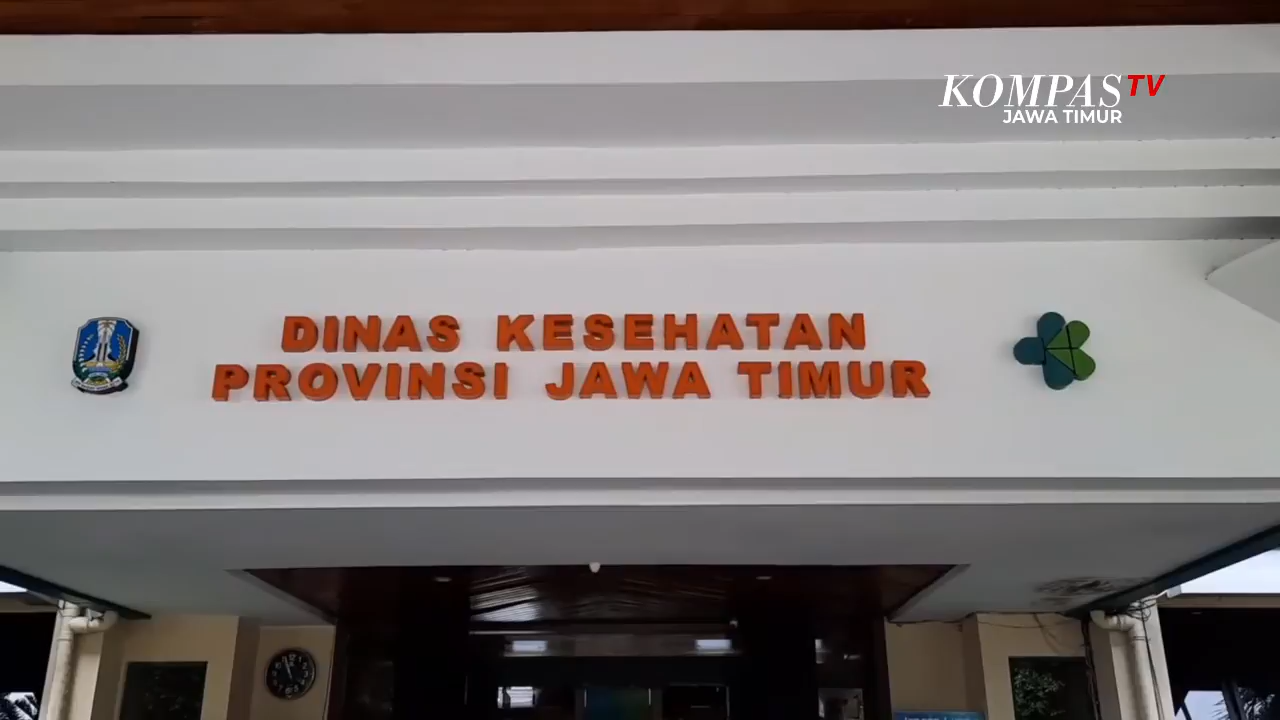 KOMPAS TV
JAWA TIMUR
DINAS KESEHATAN
PROVINSI JAWA TIMUR